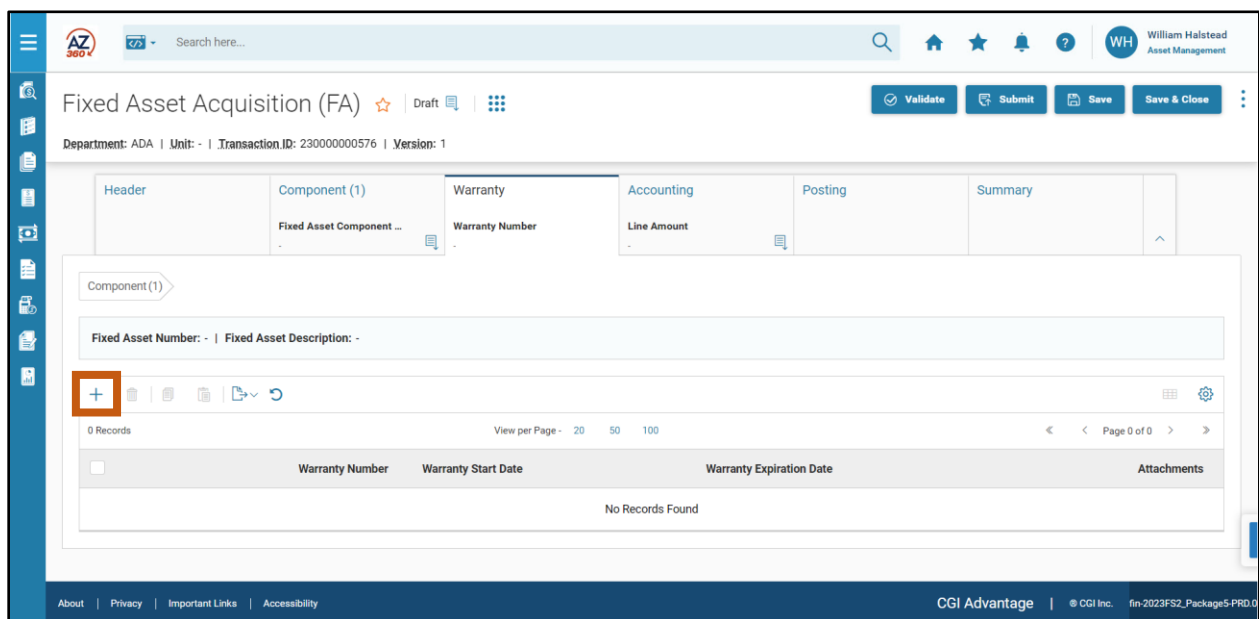 AZ 360
Search here...
WH
William Halstead
Asset Management
Fixed Asset Acquisition (FA)
Draft
Validate
Submit
Save
Save & Close
Department: ADA | Unit: - | Transaction ID: 230000000576 | Version: 1
Header
Component (1)
Warranty
Accounting
Posting
Summary
Fixed Asset Component ...
Warranty Number
Line Amount
-
-
-
Component (1)
Fixed Asset Number: - | Fixed Asset Description: -
0 Records
View per Page - 20 50 100
Page 0 of 0
Warranty Number
Warranty Start Date
Warranty Expiration Date
Attachments
No Records Found
About | Privacy | Important Links | Accessibility
CGI Advantage | © CGI Inc. fin-2023FS2_Package5-PRD.0